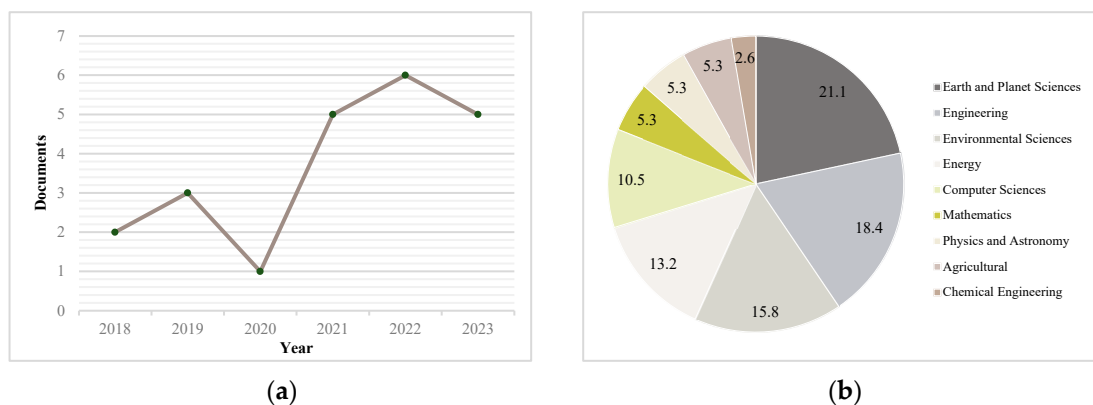 7
6
5
4
3
2
1
0
Documents
2018 2019 2020 2021 2022 2023
Year
(a)
21.1
18.4
15.8
13.2
10.5
5.3
5.3
5.3
2.6
Earth and Planet Sciences
Engineering
Environmental Sciences
Energy
Computer Sciences
Mathematics
Physics and Astronomy
Agricultural
Chemical Engineering
(b)